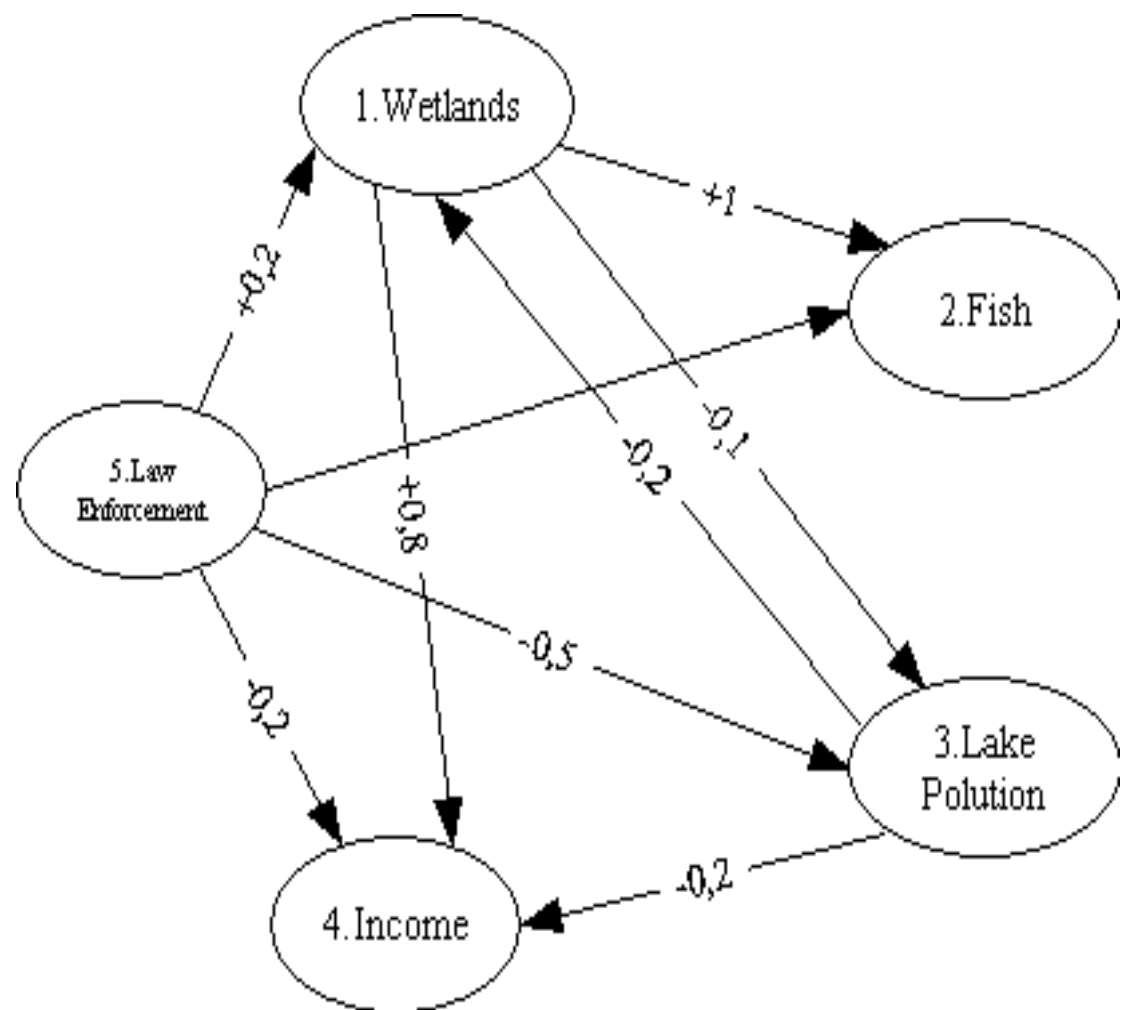 1.Wetlands
+1
+0,2
2.Fish
-0,1
-0,2
5.Law
Enforcement
+0,8
-0,5
-0,2
3.Lake
Polution
-0,2
4.Income